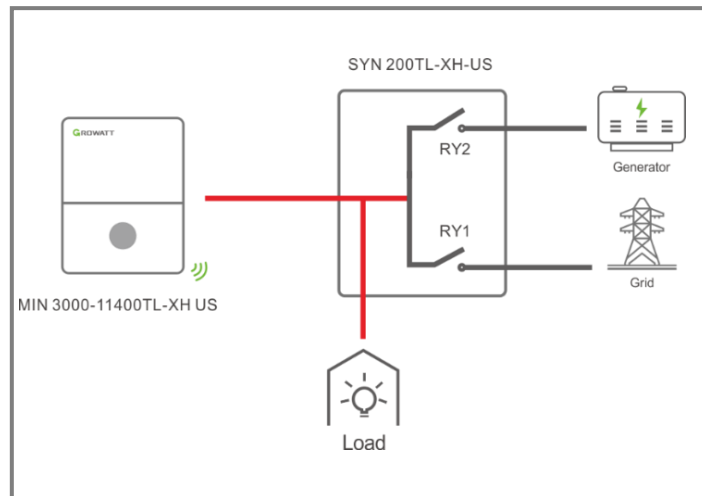 SYN 200TL-XH-US
GROWATT
RY2
Generator
RY1
Grid
MIN 3000-11400TL-XH US
Load